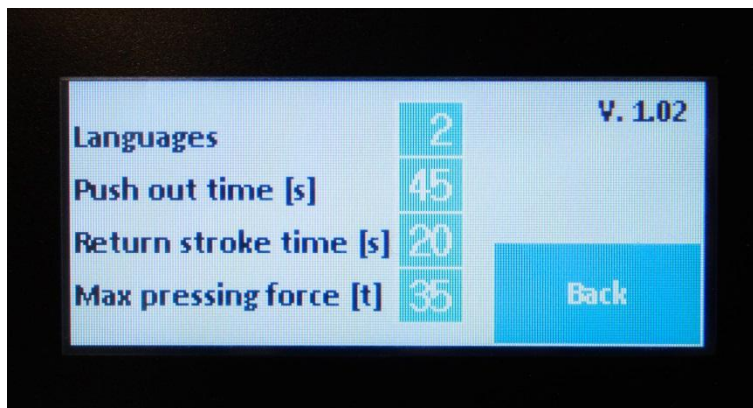 V. 1.02
Languages 2
Push out time [s] 45
Return stroke time [s] 20
Max pressing force [t] 35
Back